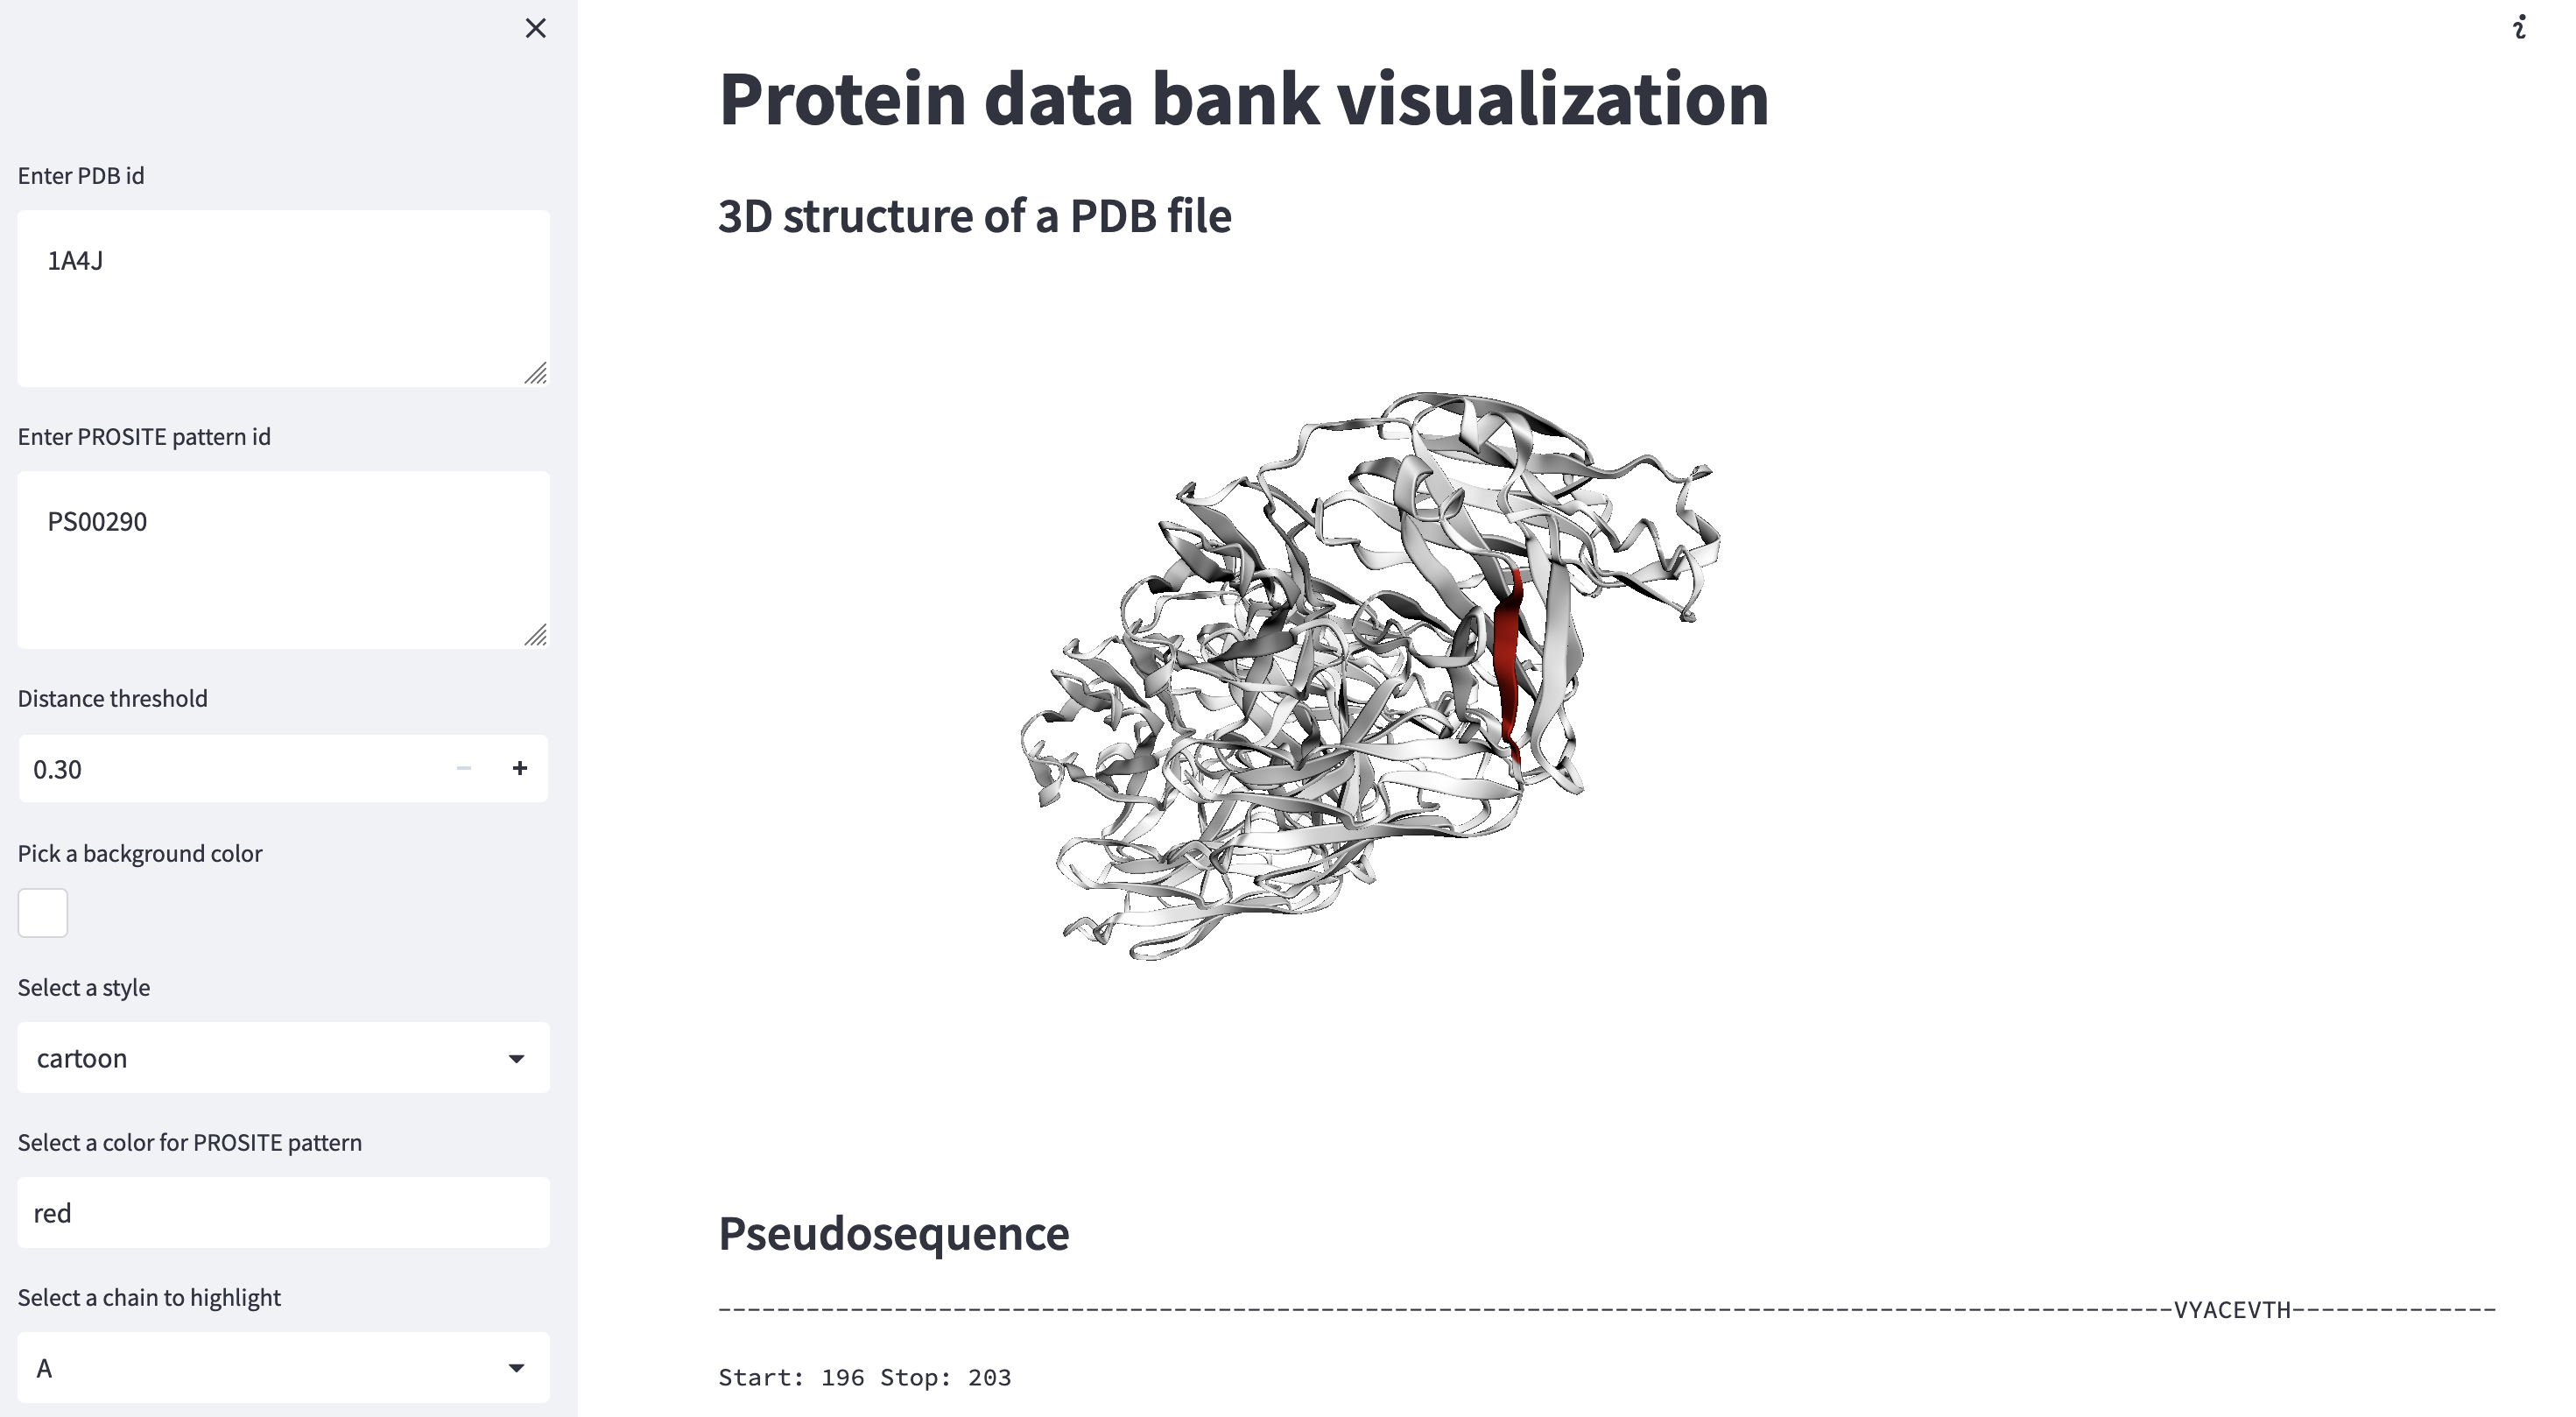 Protein data bank visualization
3D structure of a PDB file
Enter PDB id
1A4J
Enter PROSITE pattern id
PS00290
Distance threshold
0.30
Pick a background color
Select a style
cartoon
Select a color for PROSITE pattern
red
Select a chain to highlight
A
Pseudosequence
---------------------------------------------------------------------------------------------------VYACEVTH--------------
Start: 196 Stop: 203